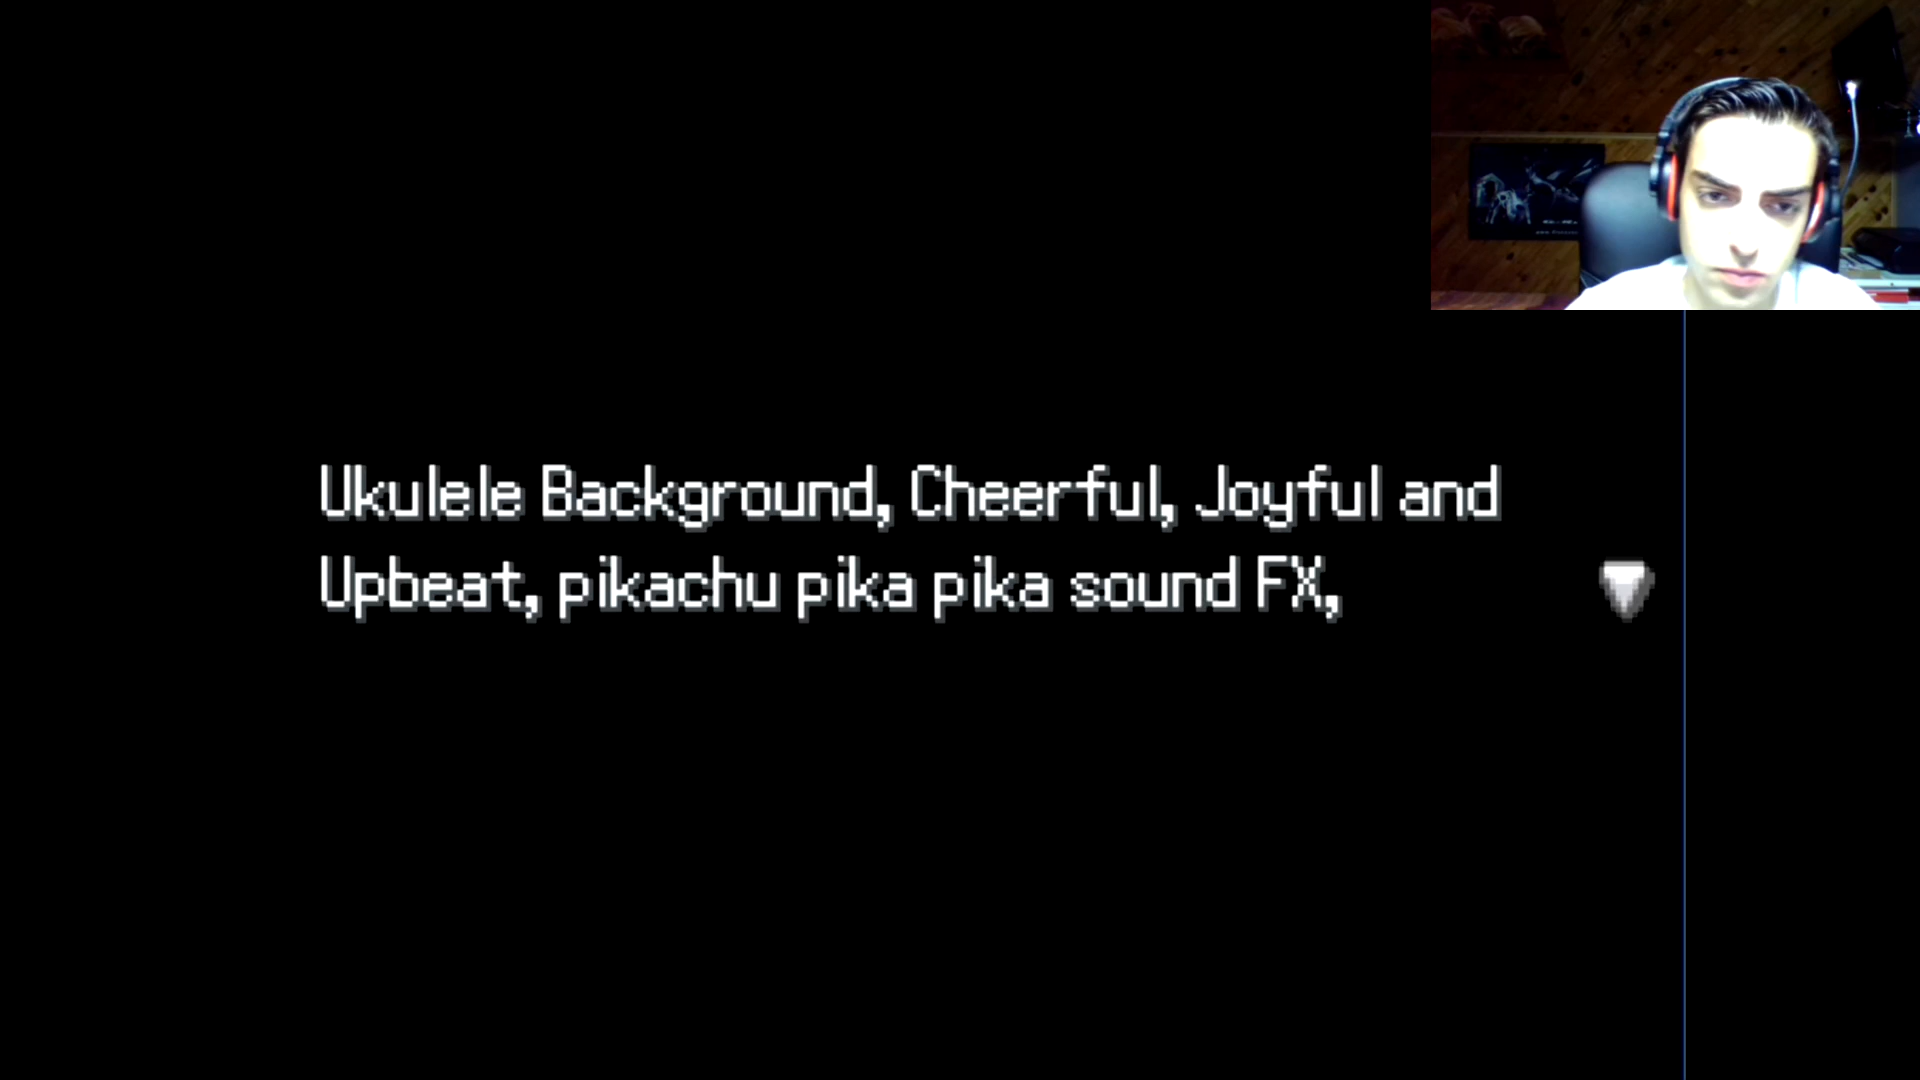 Ukulele Background, Cheerful, Joyful and
Upbeat, pikachu pika pika sound FX,